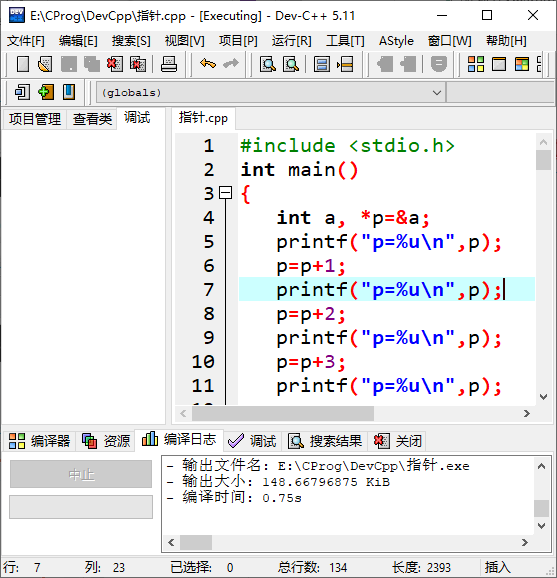 E:\CProg\DevCpp\指针.cpp - [Executing] - Dev-C++ 5.11
文件[F] 编辑[E] 搜索[S] 视图[V] 项目[P] 运行[R] 工具[T] AStyle 窗口[W] 帮助[H]
(globals)
项目管理 查看类 调试 指针.cpp
1 #include <stdio.h>
2 int main()
3 {
4 int a, *p=&a;
5 printf("p=%u\n",p);
6 p=p+1;
7 printf("p=%u\n",p);
8 p=p+2;
9 printf("p=%u\n",p);
10 p=p+3;
11 printf("p=%u\n",p);
编译器 资源 编译日志 调试 搜索结果 关闭
中止
- 输出文件名: E:\CProg\DevCpp\指针.exe
- 输出大小: 148.66796875 KiB
- 编译时间: 0.75s
行: 7 列: 23 已选择: 0 总行数: 134 长度: 2393 插入